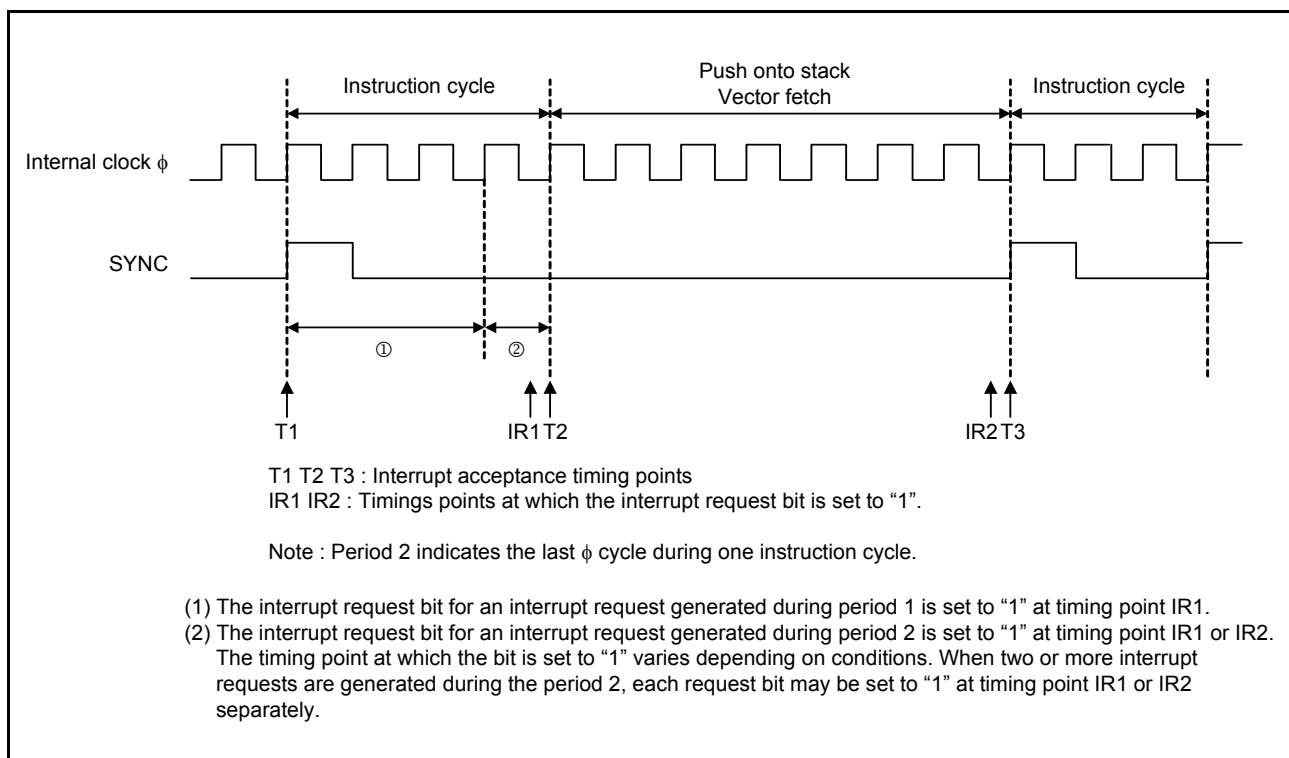 Instruction cycle
Push onto stack
Vector fetch
Instruction cycle
Internal clock ϕ
SYNC
①
②
T1
IR1 T2
IR2 T3
T1 T2 T3 : Interrupt acceptance timing points
IR1 IR2 : Timings points at which the interrupt request bit is set to “1”.
Note : Period 2 indicates the last ϕ cycle during one instruction cycle.
(1) The interrupt request bit for an interrupt request generated during period 1 is set to “1” at timing point IR1.
(2) The interrupt request bit for an interrupt request generated during period 2 is set to “1” at timing point IR1 or IR2.
The timing point at which the bit is set to “1” varies depending on conditions. When two or more interrupt
requests are generated during the period 2, each request bit may be set to “1” at timing point IR1 or IR2
separately.